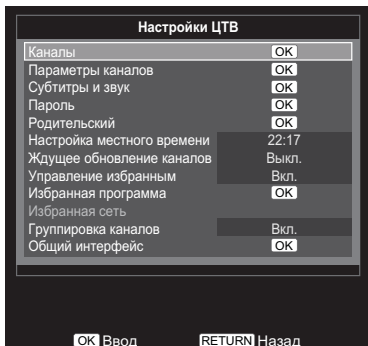 Настройки ЦТВ
Каналы OK
Параметры каналов OK
Субтитры и звук OK
Пароль OK
Родительский OK
Настройка местного времени 22:17
Ждущее обновление каналов Выкл.
Управление избранным Вкл.
Избранная программа OK
Избранная сеть
Группировка каналов Вкл.
Общий интерфейс OK
OK Ввод RETURN Назад